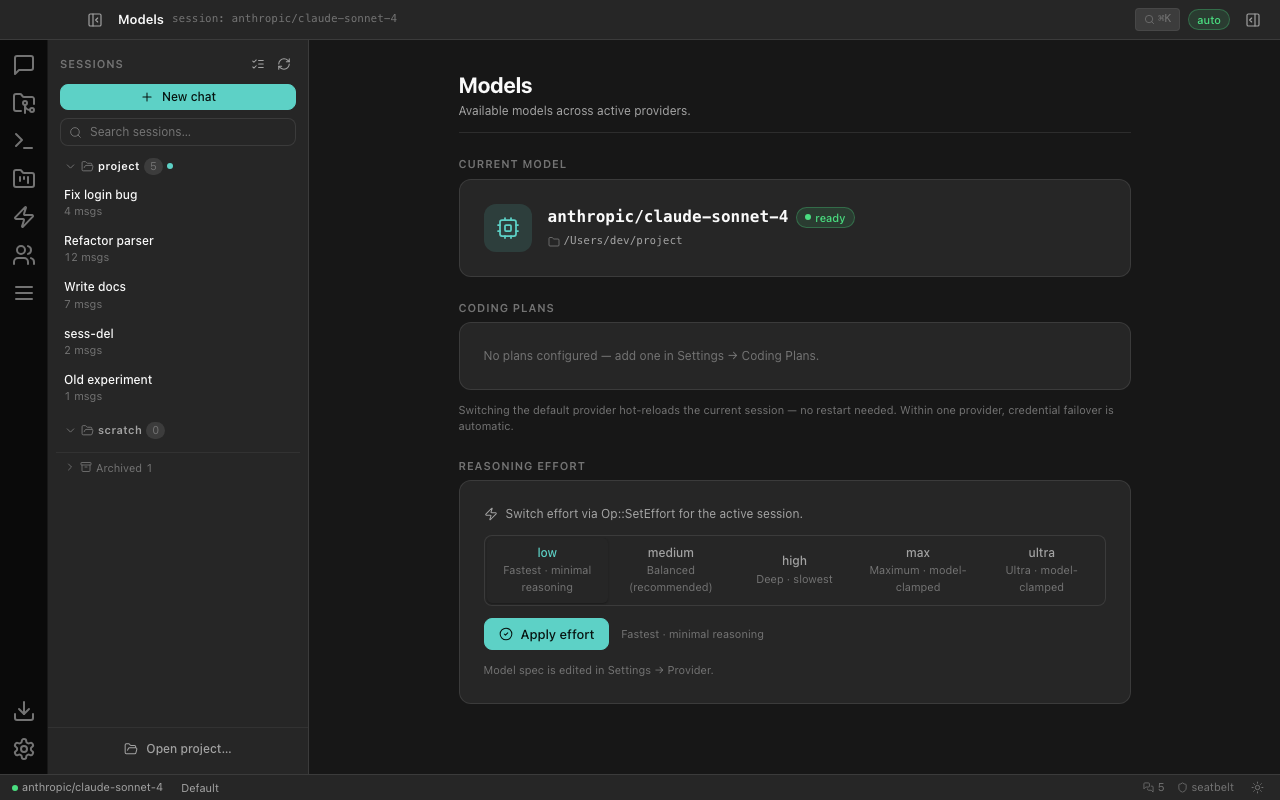 Models session: anthropic/claude-sonnet-4
⌘K
auto
SESSIONS
New chat
Search sessions...
project 5
Fix login bug
4 msgs
Refactor parser
12 msgs
Write docs
7 msgs
sess-del
2 msgs
Old experiment
1 msgs
scratch 0
Archived 1
Open project...
Models
Available models across active providers.
CURRENT MODEL
anthropic/claude-sonnet-4 ready
/Users/dev/project
CODING PLANS
No plans configured — add one in Settings → Coding Plans.
Switching the default provider hot-reloads the current session — no restart needed. Within one provider, credential failover is
automatic.
REASONING EFFORT
Switch effort via Op::SetEffort for the active session.
low
Fastest · minimal
reasoning
medium
Balanced
(recommended)
high
Deep · slowest
max
Maximum · model-
clamped
ultra
Ultra · model-
clamped
Apply effort
Fastest · minimal reasoning
Model spec is edited in Settings → Provider.
anthropic/claude-sonnet-4 Default
5 seatbelt